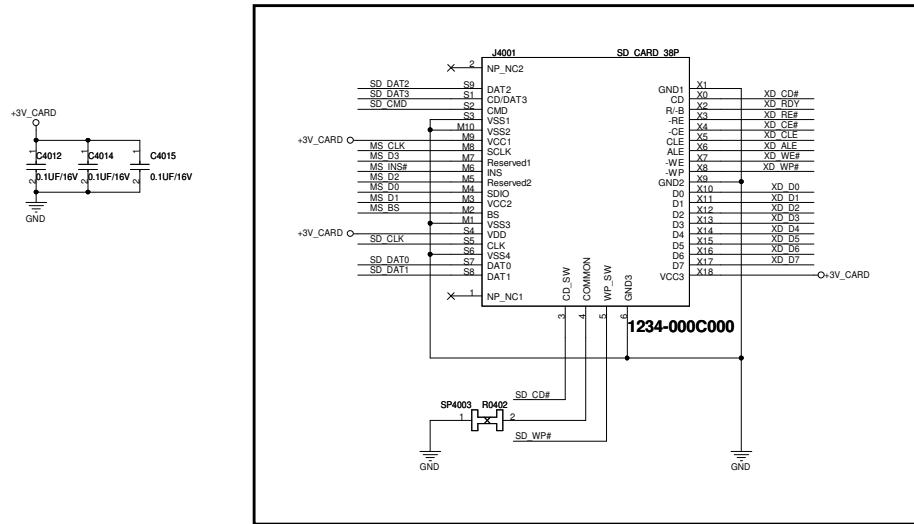 J4001 SD_CARD_38P
2 NP_NC2
SD_DAT2 S9 DAT2
SD_DAT3 S1 CD/DAT3
SD_CMD S2 CMD
S3 VSS1
M10 VSS2
+3V_CARD M9 VCC1
MS_CLK M8 SCLK
MS_D3 M7 Reserved1
MS_INS# M6 INS
MS_D2 M5 Reserved2
MS_D0 M4 SDIO
MS_D1 M3 VCC2
MS_BS M2 BS
M1 VSS3
+3V_CARD S4 VDD
SD_CLK S5 CLK
S6 VSS4
SD_DAT0 S7 DAT0
SD_DAT1 S8 DAT1
1 NP_NC1
GND1 X1
CD X0 XD_CD#
R/-B X2 XD_RDY
-RE X3 XD_RE#
-CE X4 XD_CE#
CLE X5 XD_CLE
ALE X6 XD_ALE
-WE X7 XD_WE#
-WP X8 XD_WP#
GND2 X9
D0 X10 XD_D0
D1 X11 XD_D1
D2 X12 XD_D2
D3 X13 XD_D3
D4 X14 XD_D4
D5 X15 XD_D5
D6 X16 XD_D6
D7 X17 XD_D7
VCC3 X18 +3V_CARD
CD_SW COMMON WP_SW GND3
3 4 5 6
1234-000C000
SD_CD#
SP4003 R0402
1 2
SD_WP#
GND
GND
+3V_CARD
1 1 1
C4012 C4014 C4015
0.1UF/16V 0.1UF/16V 0.1UF/16V
2 2 2
GND